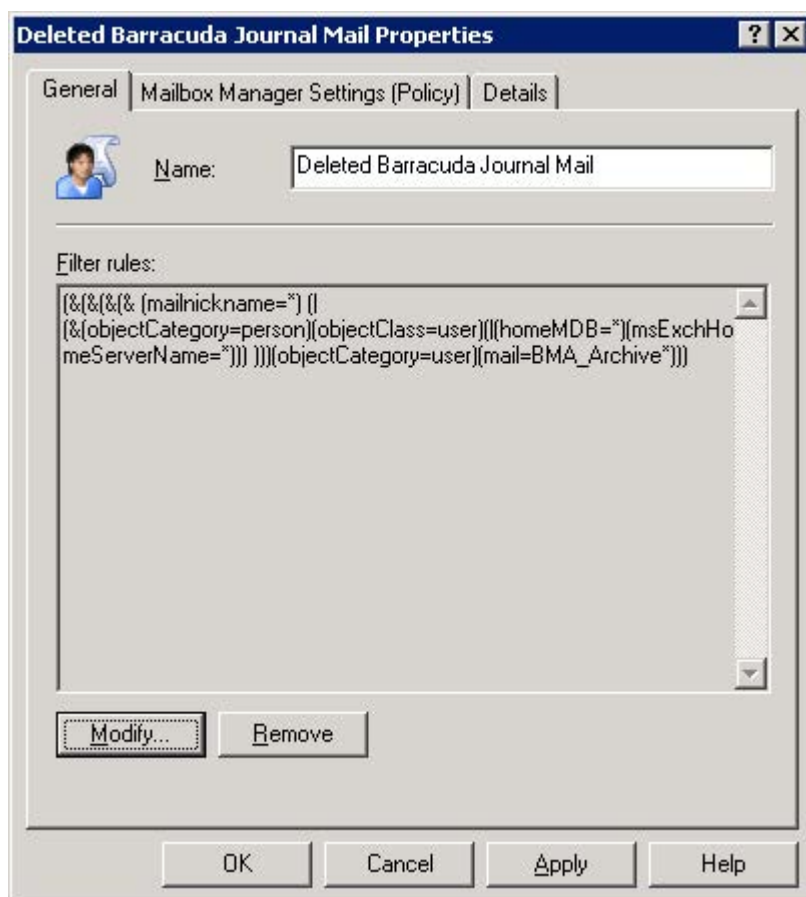 Deleted Barracuda Journal Mail Properties
General Mailbox Manager Settings (Policy) Details
Name: Deleted Barracuda Journal Mail
Filter rules:
(&(&(&(& (mailnickname=*) (|
(&(objectCategory=person)(objectClass=user)(|(homeMDB=*)(msExchHo
meServerName=*))) )))(objectCategory=user)(mail=BMA_Archive*)))
Modify... Remove
OK Cancel Apply Help